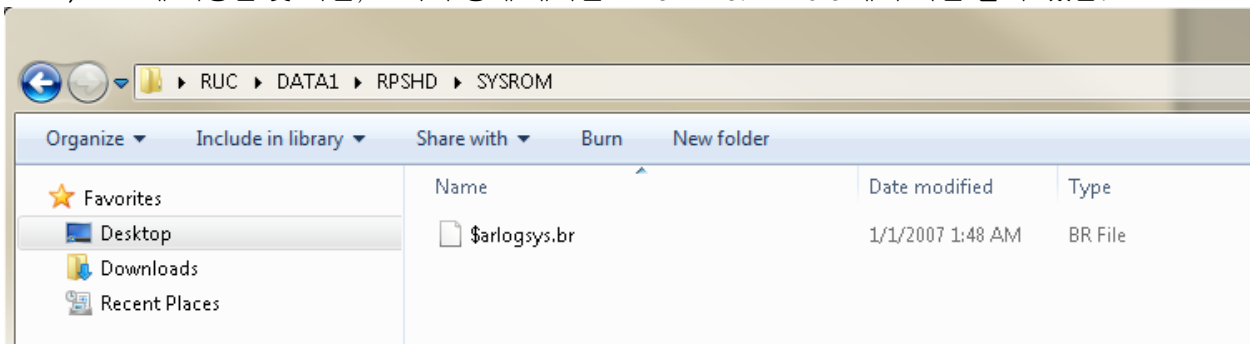 RUC ▸ DATA1 ▸ RPSHD ▸ SYSROM
Organize Include in library Share with Burn New folder
Favorites
Desktop
Downloads
Recent Places
Name Date modified Type
$arlogsys.br 1/1/2007 1:48 AM BR File